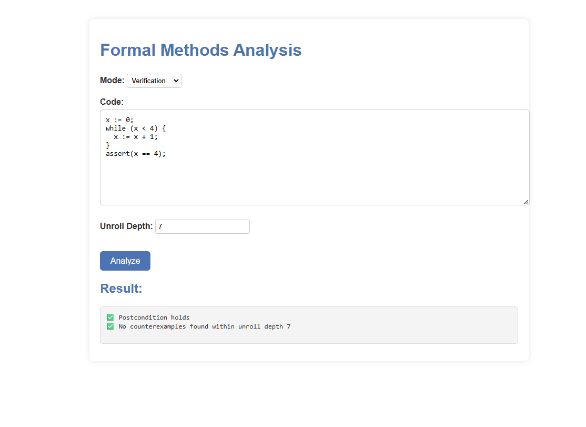 Formal Methods Analysis
Mode: Verification
Code:
x := 0;
while (x < 4) {
  x := x + 1;
}
assert(x == 4);
Unroll Depth: 7
Analyze
Result:
✅ Postcondition holds
✅ No counterexamples found within unroll depth 7